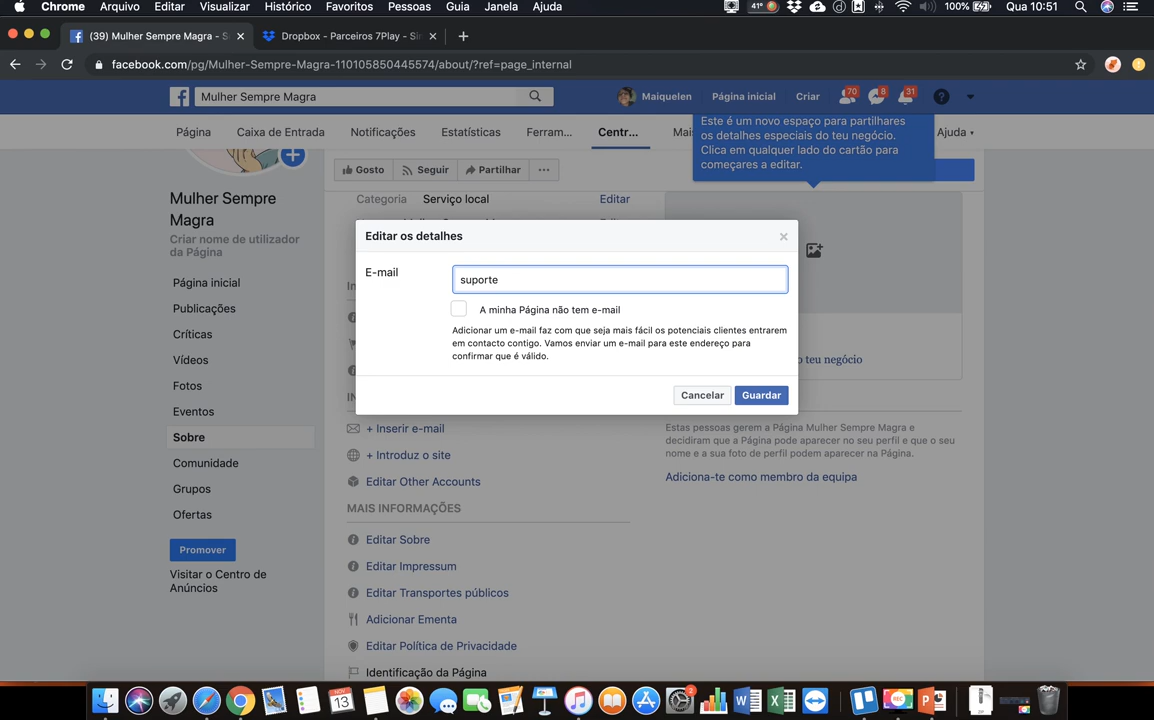 Chrome Arquivo Editar Visualizar Histórico Favoritos Pessoas Guia Janela Ajuda 41° 100% Qua 10:51
(39) Mulher Sempre Magra - S Dropbox - Parceiros 7Play - Sin
facebook.com/pg/Mulher-Sempre-Magra-110105850445574/about/?ref=page_internal
Mulher Sempre Magra Maiquelen Página inicial Criar 70 8 31
Página Caixa de Entrada Notificações Estatísticas Ferram... Centr... Mais Ajuda
Este é um novo espaço para partilhares
os detalhes especiais do teu negócio.
Clica em qualquer lado do cartão para
começares a editar.
Gosto Seguir Partilhar ...
Mulher Sempre
Magra
Criar nome de utilizador
da Página
Página inicial
Publicações
Críticas
Vídeos
Fotos
Eventos
Sobre
Comunidade
Grupos
Ofertas
Promover
Visitar o Centro de
Anúncios
Categoria Serviço local Editar
Editar os detalhes
E-mail suporte
A minha Página não tem e-mail
Adicionar um e-mail faz com que seja mais fácil os potenciais clientes entrarem
em contacto contigo. Vamos enviar um e-mail para este endereço para
confirmar que é válido.
Cancelar Guardar
o teu negócio
+ Inserir e-mail
+ Introduz o site
Editar Other Accounts
MAIS INFORMAÇÕES
Editar Sobre
Editar Impressum
Editar Transportes públicos
Adicionar Ementa
Editar Política de Privacidade
Identificação da Página
Estas pessoas gerem a Página Mulher Sempre Magra e
decidiram que a Página pode aparecer no seu perfil e que o seu
nome e a sua foto de perfil podem aparecer na Página.
Adiciona-te como membro da equipa
NOV
13
2